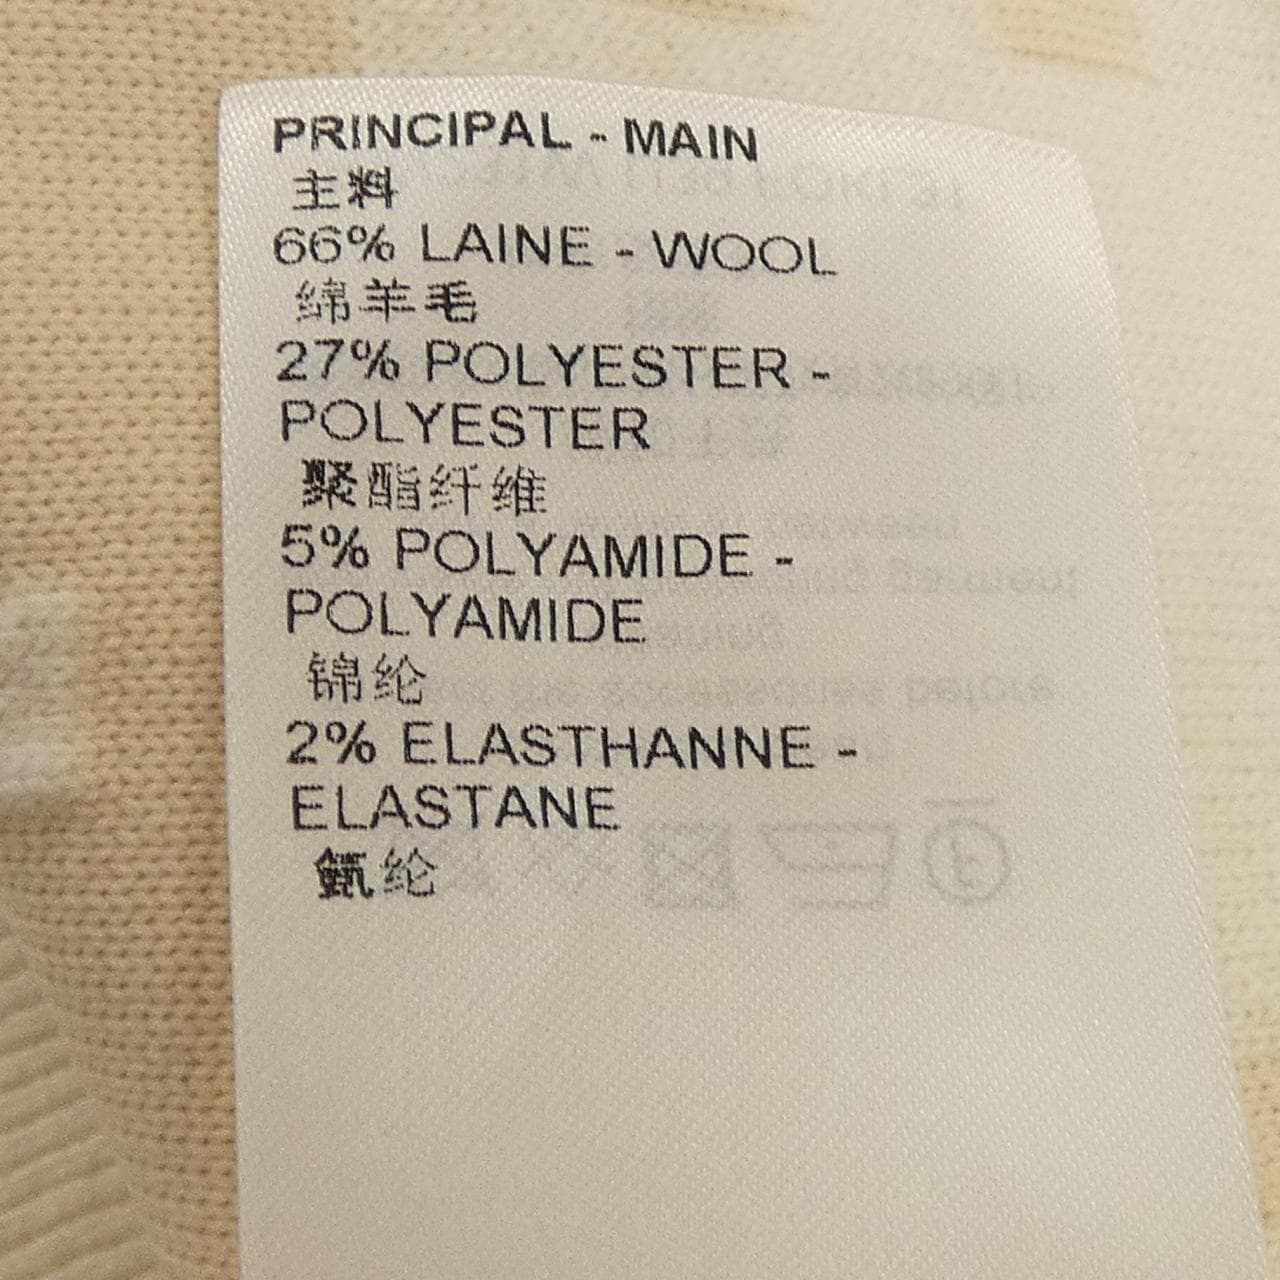 PRINCIPAL - MAIN
主料
66% LAINE - WOOL
绵羊毛
27% POLYESTER -
POLYESTER
聚酯纤维
5% POLYAMIDE -
POLYAMIDE
锦纶
2% ELASTHANNE -
ELASTANE
氨纶